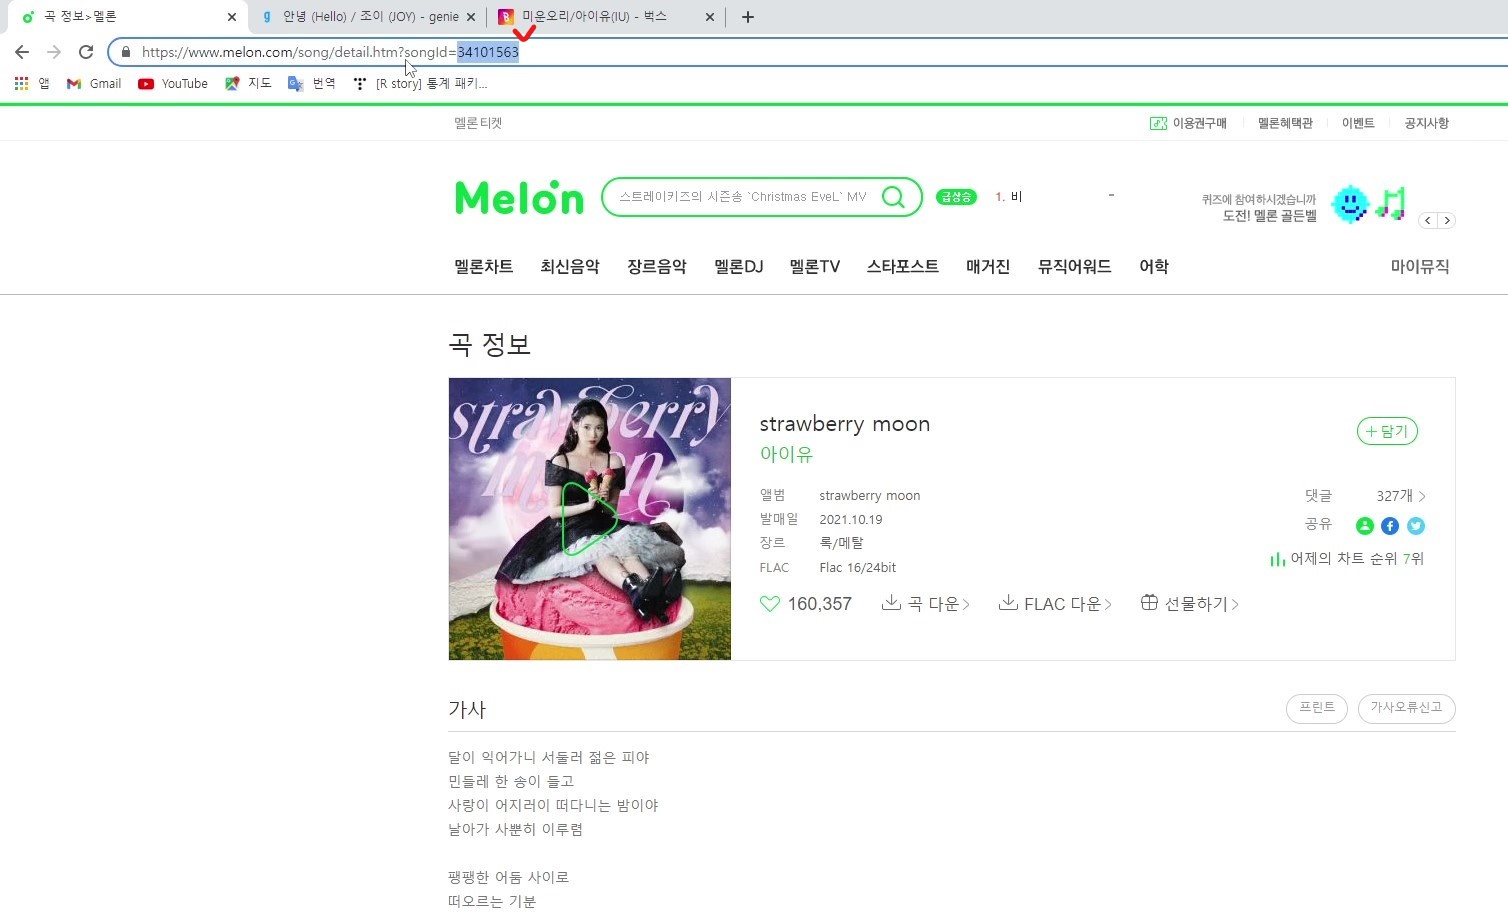 곡 정보>멜론
안녕 (Hello) / 조이 (JOY) - genie
미운오리/아이유(IU) - 벅스
https://www.melon.com/song/detail.htm?songId=34101563
앱 Gmail YouTube 지도 번역 [R story] 통계 패키...
멜론티켓
이용권구매 멜론혜택관 이벤트 공지사항
Melon
스트레이키즈의 시즌송 `Christmas EveL` MV
급상승
1. 비
-
퀴즈에 참여하시겠습니까
도전! 멜론 골든벨
멜론차트 최신음악 장르음악 멜론DJ 멜론TV 스타포스트 매거진 뮤직어워드 어학 마이뮤직
곡 정보
strawberry
moon
strawberry moon
아이유
+ 담기
앨범 strawberry moon
발매일 2021.10.19
장르 록/메탈
FLAC Flac 16/24bit
댓글 327개 >
공유
어제의 차트 순위 7위
160,357 곡 다운 > FLAC 다운 > 선물하기 >
가사
프린트 가사오류신고
달이 익어가니 서둘러 젊은 피야
민들레 한 송이 들고
사랑이 어지러이 떠다니는 밤이야
날아가 사뿐히 이루렴
팽팽한 어둠 사이로
떠오르는 기분